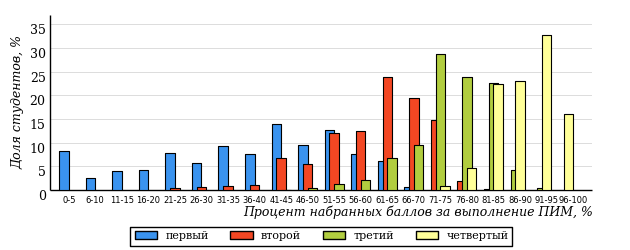 Доля студентов, %
35
30
25
20
15
10
5
0
0-5 6-10 11-15 16-20 21-25 26-30 31-35 36-40 41-45 46-50 51-55 56-60 61-65 66-70 71-75 76-80 81-85 86-90 91-95 96-100
Процент набранных баллов за выполнение ПИМ, %
первый второй третий четвертый